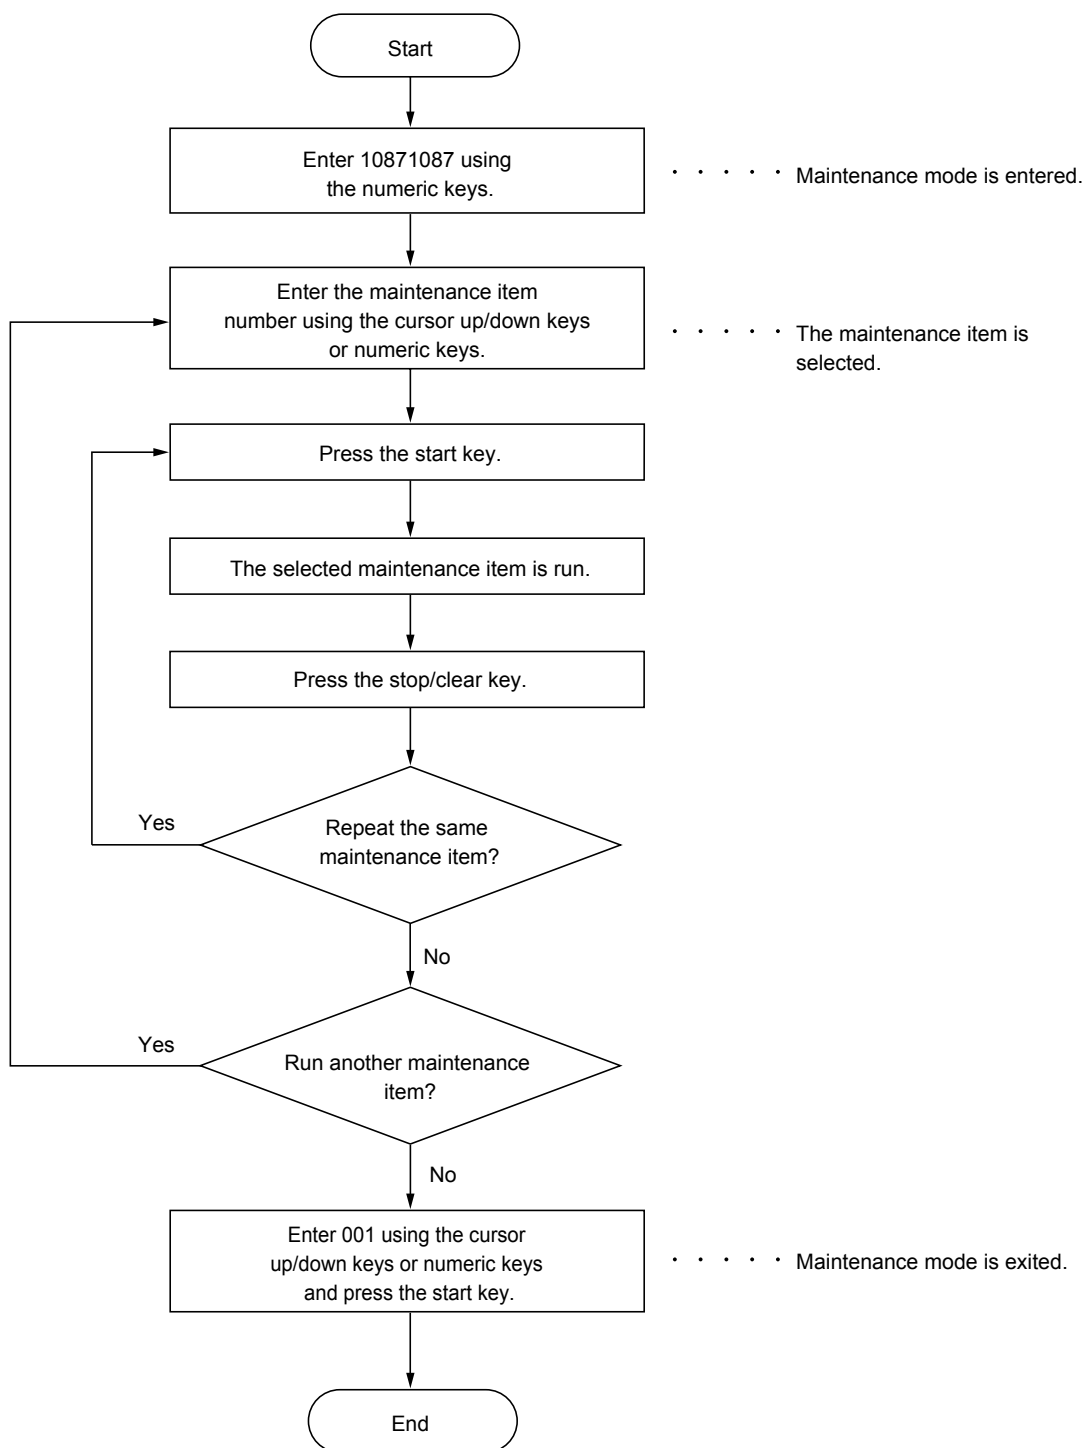 Start
Enter 10871087 using
the numeric keys.
Maintenance mode is entered.
Enter the maintenance item
number using the cursor up/down keys
or numeric keys.
The maintenance item is
selected.
Press the start key.
The selected maintenance item is run.
Press the stop/clear key.
Yes
Repeat the same
maintenance item?
No
Yes
Run another maintenance
item?
No
Enter 001 using the cursor
up/down keys or numeric keys
and press the start key.
Maintenance mode is exited.
End